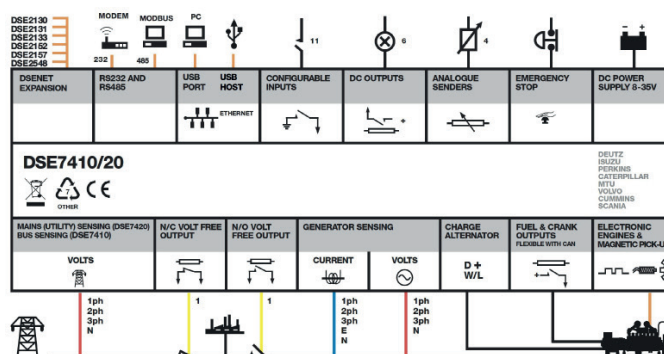 DSE2130
DSE2131
DSE2133
DSE2152
DSE2157
DSE2548
MODEM
232
MODBUS
485
PC
11
6
4
- +
DSENET
EXPANSION
RS232 AND
RS485
USB
PORT
USB
HOST
ETHERNET
CONFIGURABLE
INPUTS
DC OUTPUTS
+
ANALOGUE
SENDERS
EMERGENCY
STOP
DC POWER
SUPPLY 8-35V
DSE7410/20
7
OTHER
CE
DEUTZ
ISUZU
PERKINS
CATERPILLAR
MTU
VOLVO
CUMMINS
SCANIA
MAINS (UTILITY) SENSING (DSE7420)
BUS SENSING (DSE7410)
VOLTS
N/C VOLT FREE
OUTPUT
N/O VOLT
FREE OUTPUT
GENERATOR SENSING
CURRENT
VOLTS
CHARGE
ALTERNATOR
D +
W/L
FUEL & CRANK
OUTPUTS
FLEXIBLE WITH CAN
+
ELECTRONIC
ENGINES &
MAGNETIC PICK-U
1ph
2ph
3ph
N
1
1
1ph
2ph
3ph
E
N
1ph
2ph
3ph
N